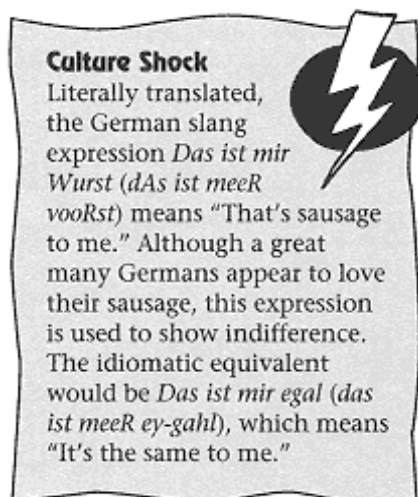 Culture Shock
Literally translated,
the German slang
expression Das ist mir
Wurst (dAs ist meeR
vooRst) means “That’s sausage
to me.” Although a great
many Germans appear to love
their sausage, this expression
is used to show indifference.
The idiomatic equivalent
would be Das ist mir egal (das
ist meeR ey-gahl), which means
“It’s the same to me.”